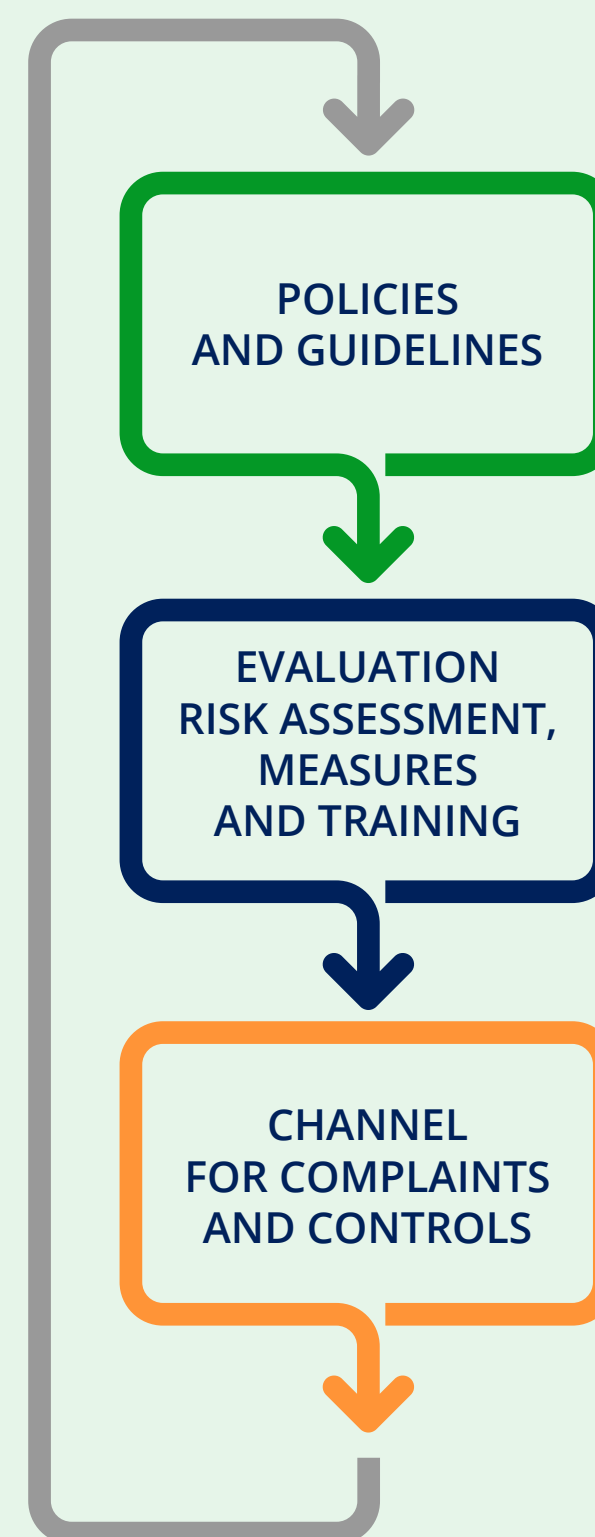 POLICIES
AND GUIDELINES
EVALUATION
RISK ASSESSMENT,
MEASURES
AND TRAINING
CHANNEL
FOR COMPLAINTS
AND CONTROLS